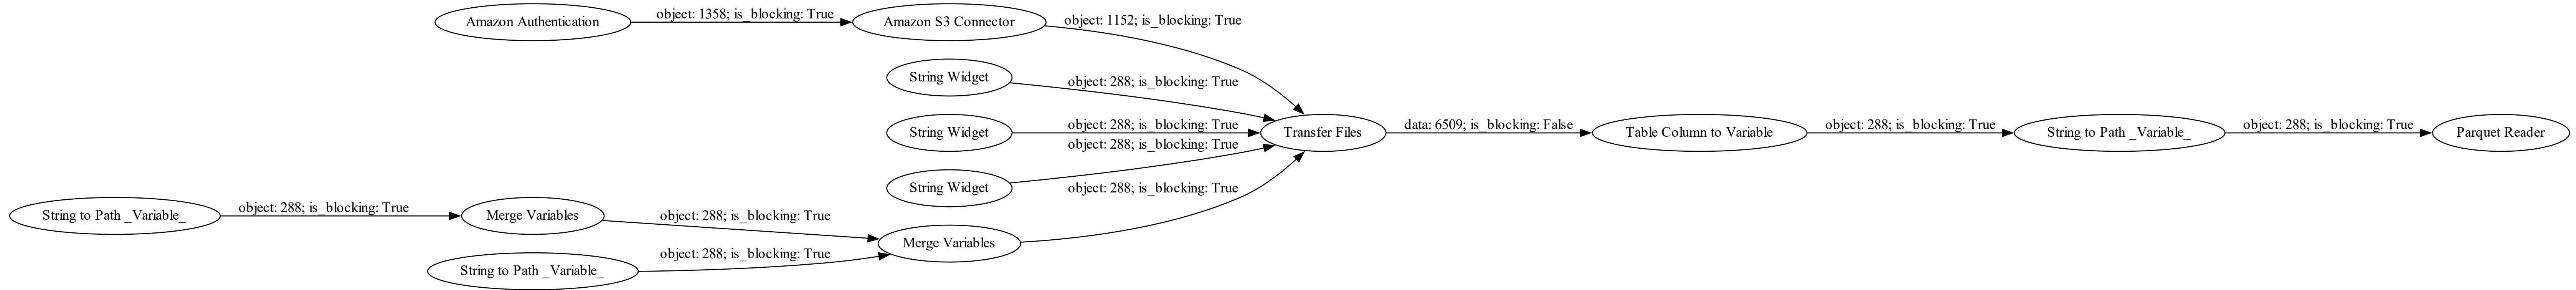 Amazon Authentication
object: 1358; is_blocking: True
Amazon S3 Connector
object: 1152; is_blocking: True
String Widget
object: 288; is_blocking: True
String Widget
object: 288; is_blocking: True
String Widget
object: 288; is_blocking: True
Transfer Files
data: 6509; is_blocking: False
Table Column to Variable
object: 288; is_blocking: True
String to Path _Variable_
object: 288; is_blocking: True
Parquet Reader
String to Path _Variable_
object: 288; is_blocking: True
Merge Variables
object: 288; is_blocking: True
String to Path _Variable_
object: 288; is_blocking: True
Merge Variables
object: 288; is_blocking: True